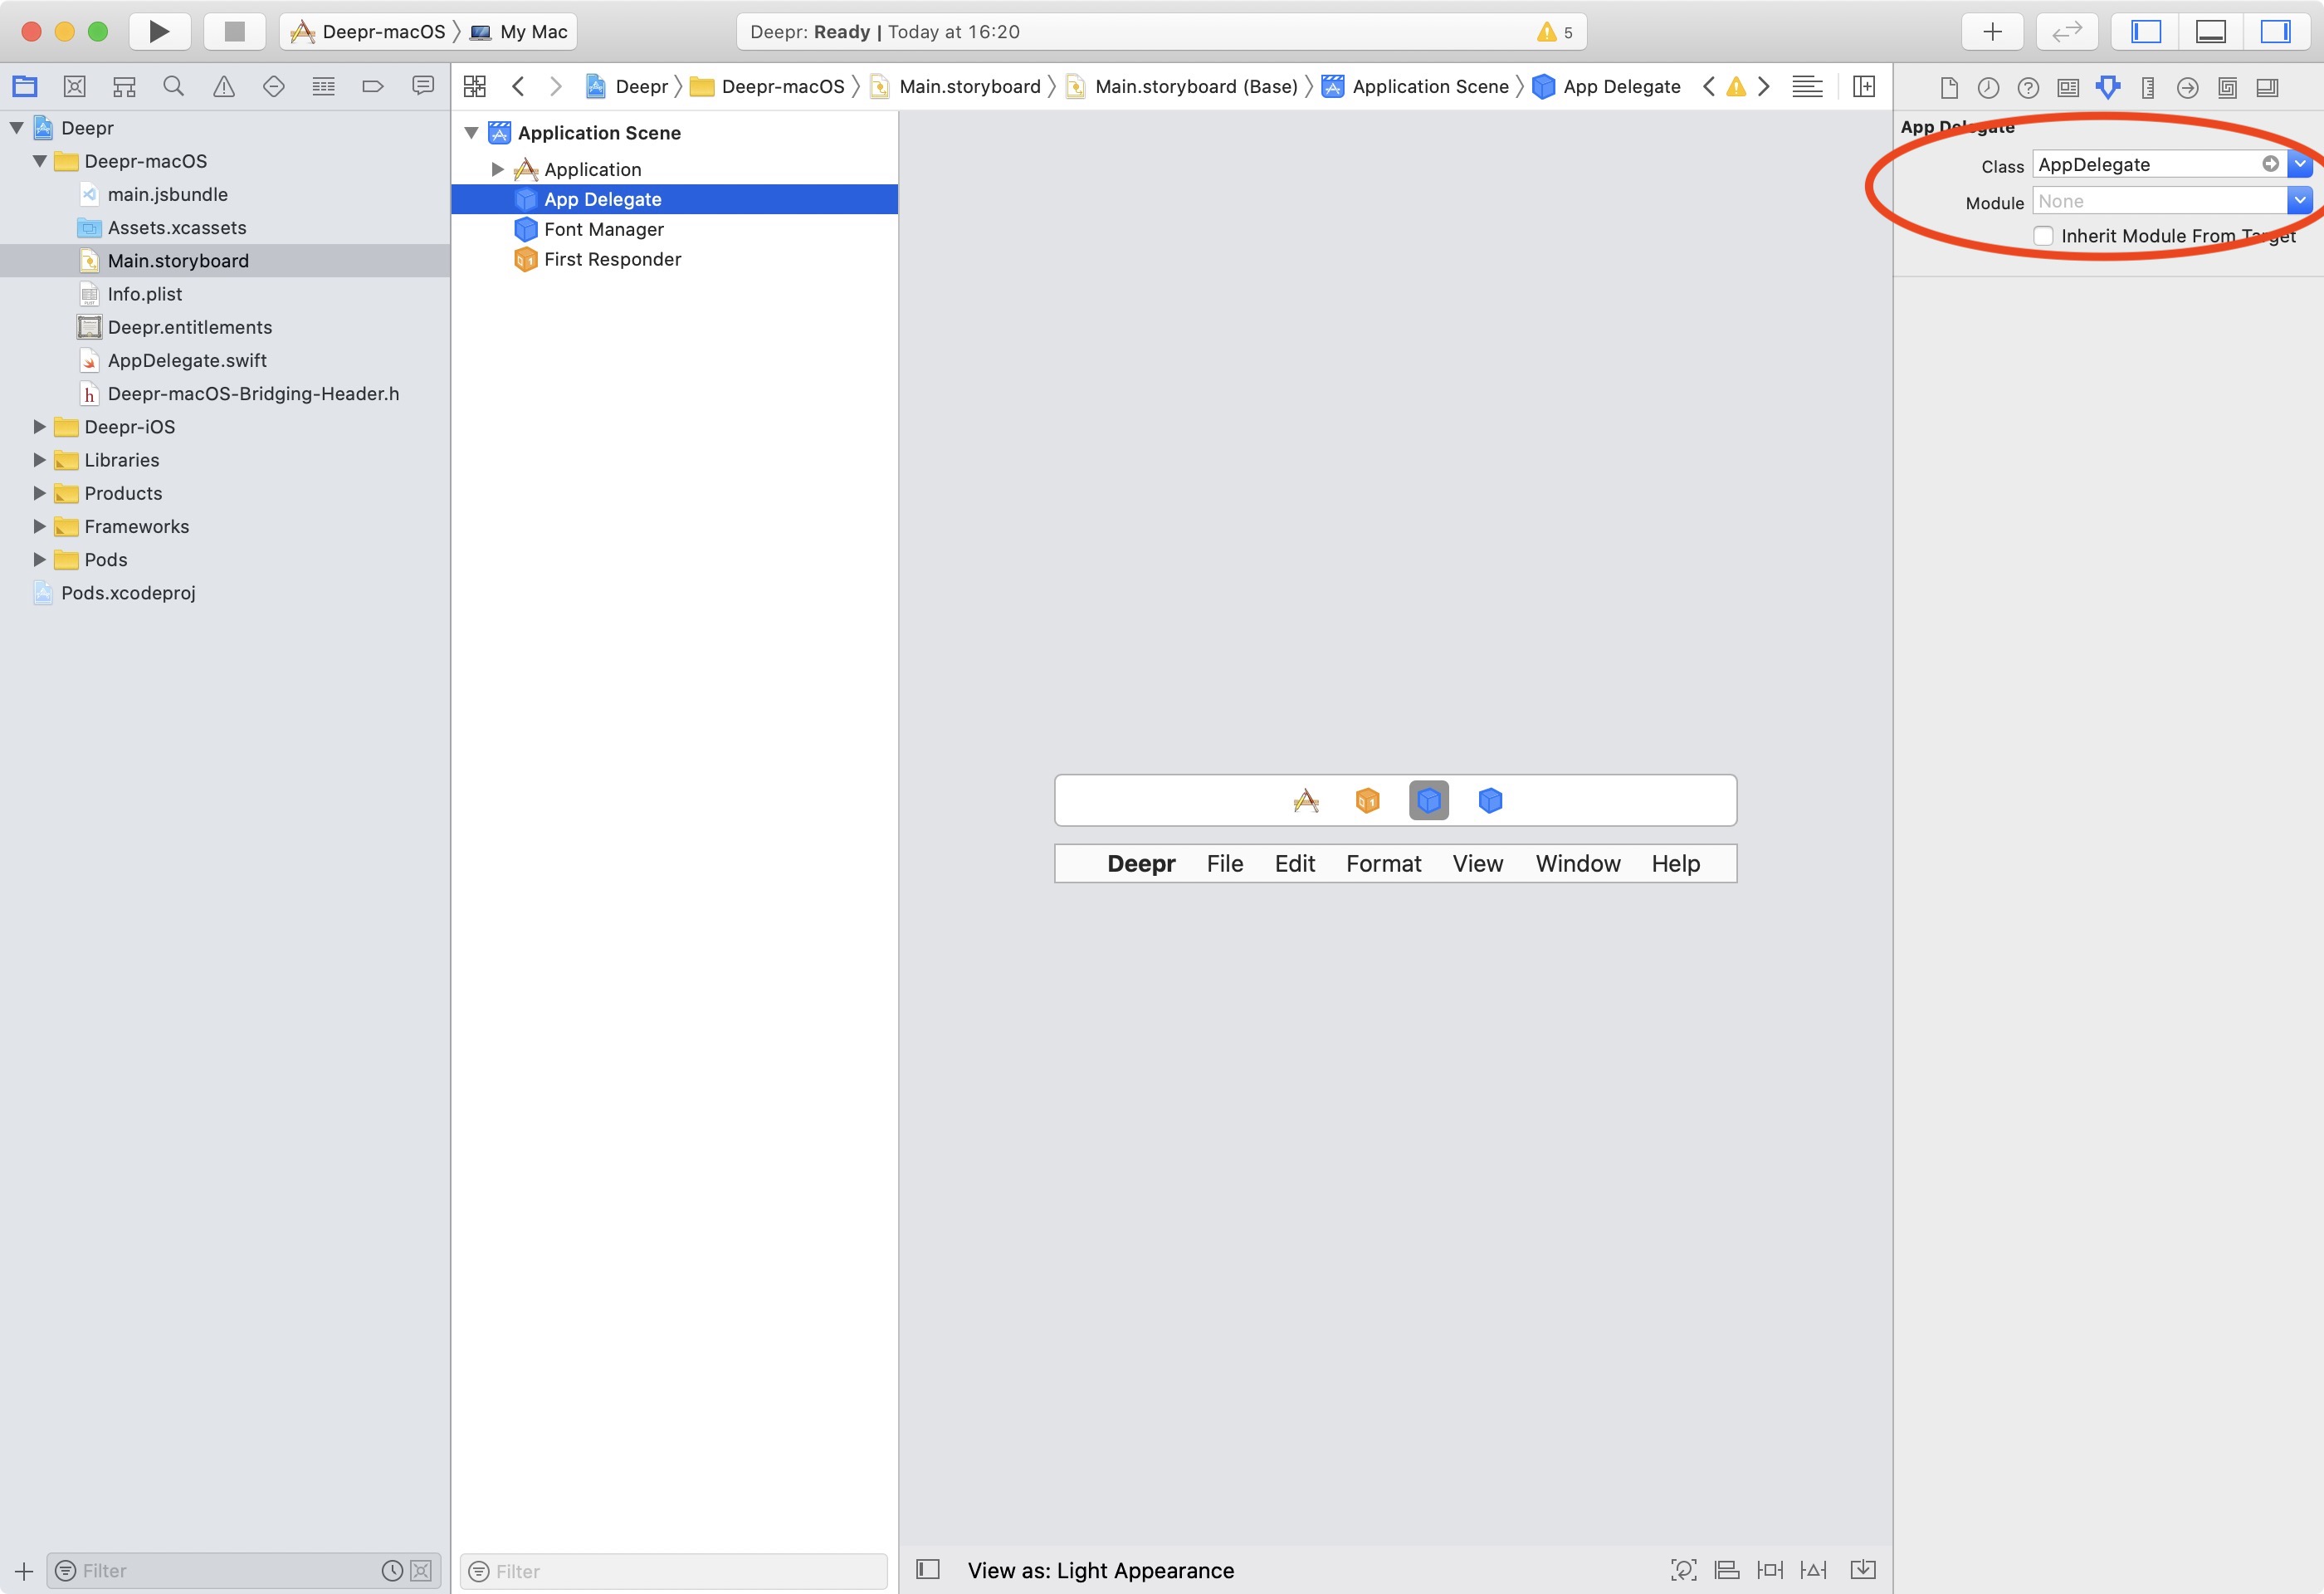 Deepr-macOS 〉 My Mac
Deepr: Ready | Today at 16:20
5
Deepr 〉 Deepr-macOS 〉 Main.storyboard 〉 Main.storyboard (Base) 〉 Application Scene 〉 App Delegate
Deepr
Deepr-macOS
main.jsbundle
Assets.xcassets
Main.storyboard
Info.plist
Deepr.entitlements
AppDelegate.swift
h Deepr-macOS-Bridging-Header.h
Deepr-iOS
Libraries
Products
Frameworks
Pods
Pods.xcodeproj
Filter
Application Scene
Application
App Delegate
Font Manager
First Responder
Filter
Deepr File Edit Format View Window Help
View as: Light Appearance
App Delegate
Class AppDelegate
Module None
Inherit Module From Target